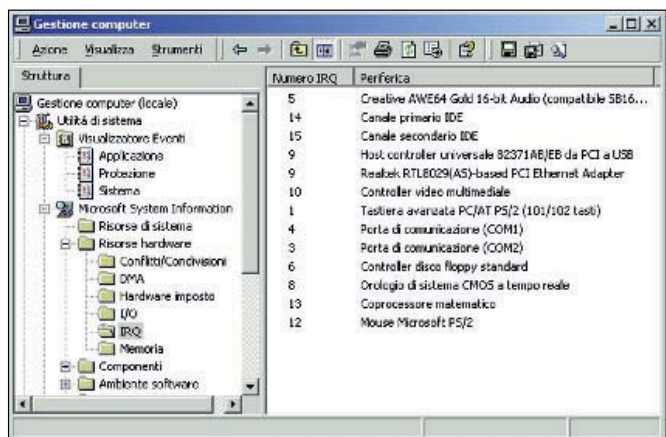 Gestione computer
Azione Visualizza Strumenti
Struttura
Gestione computer (locale)
Utilità di sistema
Visualizzatore Eventi
Applicazione
Protezione
Sistema
Microsoft System Information
Risorse di sistema
Risorse hardware
Conflitti/Condivisioni
DMA
Hardware imposto
I/O
IRQ
Memoria
Componenti
Ambiente software
Numero IRQ Periferica
5 Creative AWE64 Gold 16-bit Audio (compatibile SB16...
14 Canale primario IDE
15 Canale secondario IDE
9 Host controller universale 82371AB/EB da PCI a USB
9 Realtek RTL8029(AS)-based PCI Ethernet Adapter
10 Controller video multimediale
1 Tastiera avanzata PC/AT PS/2 (101/102 tasti)
4 Porta di comunicazione (COM1)
3 Porta di comunicazione (COM2)
6 Controller disco floppy standard
8 Orologio di sistema CMOS a tempo reale
13 Coprocessore matematico
12 Mouse Microsoft PS/2